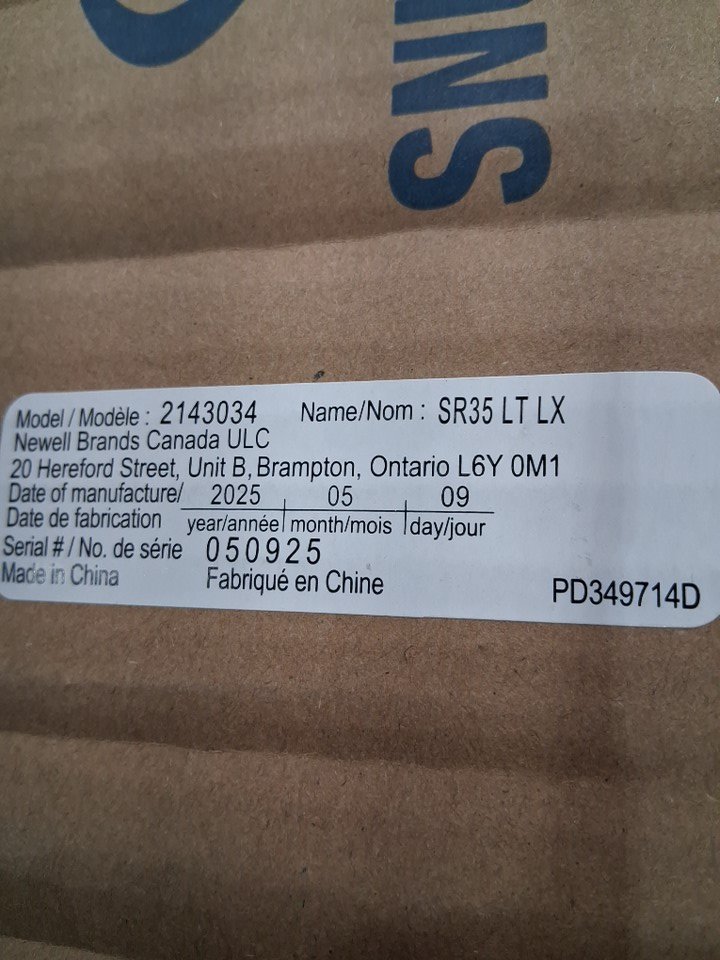 SNU
Model / Modèle : 2143034 Name/Nom : SR35 LT LX
Newell Brands Canada ULC
20 Hereford Street, Unit B, Brampton, Ontario L6Y 0M1
Date of manufacture/ 2025 05 09
Date de fabrication year/année month/mois day/jour
Serial # / No. de série 050925
Made in China Fabriqué en Chine PD349714D